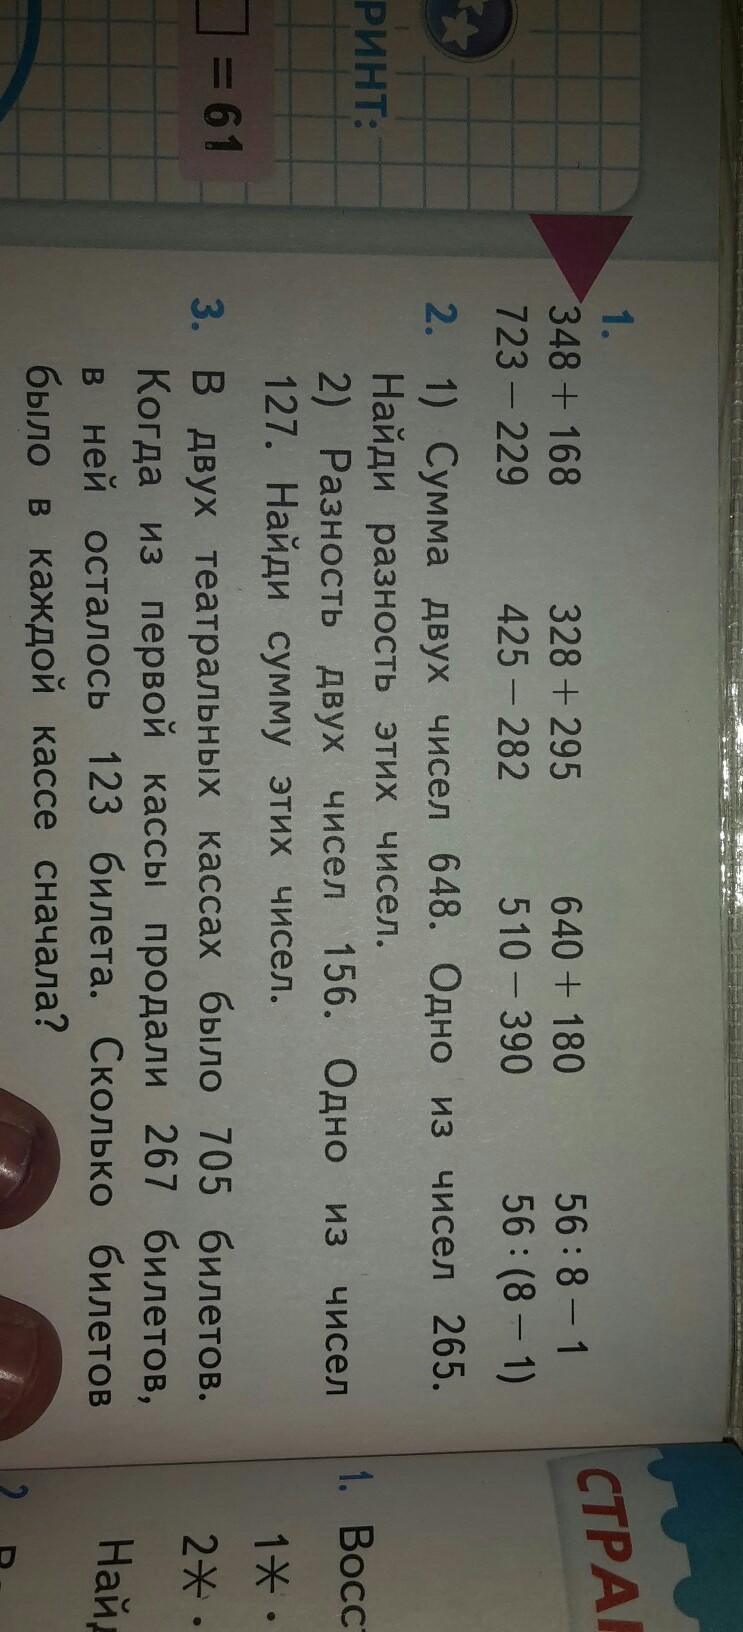 РИНТ:
= 61
1.
348 + 168 328 + 295 640 + 180 56 : 8 – 1
723 – 229 425 – 282 510 – 390 56 : (8 – 1)
2. 1) Сумма двух чисел 648. Одно из чисел 265.
Найди разность этих чисел.
2) Разность двух чисел 156. Одно из чисел
127. Найди сумму этих чисел.
3. В двух театральных кассах было 705 билетов.
Когда из первой кассы продали 267 билетов,
в ней осталось 123 билета. Сколько билетов
было в каждой кассе сначала?
СТРА
1. Восст
1* ·
2* ·
Найд
2